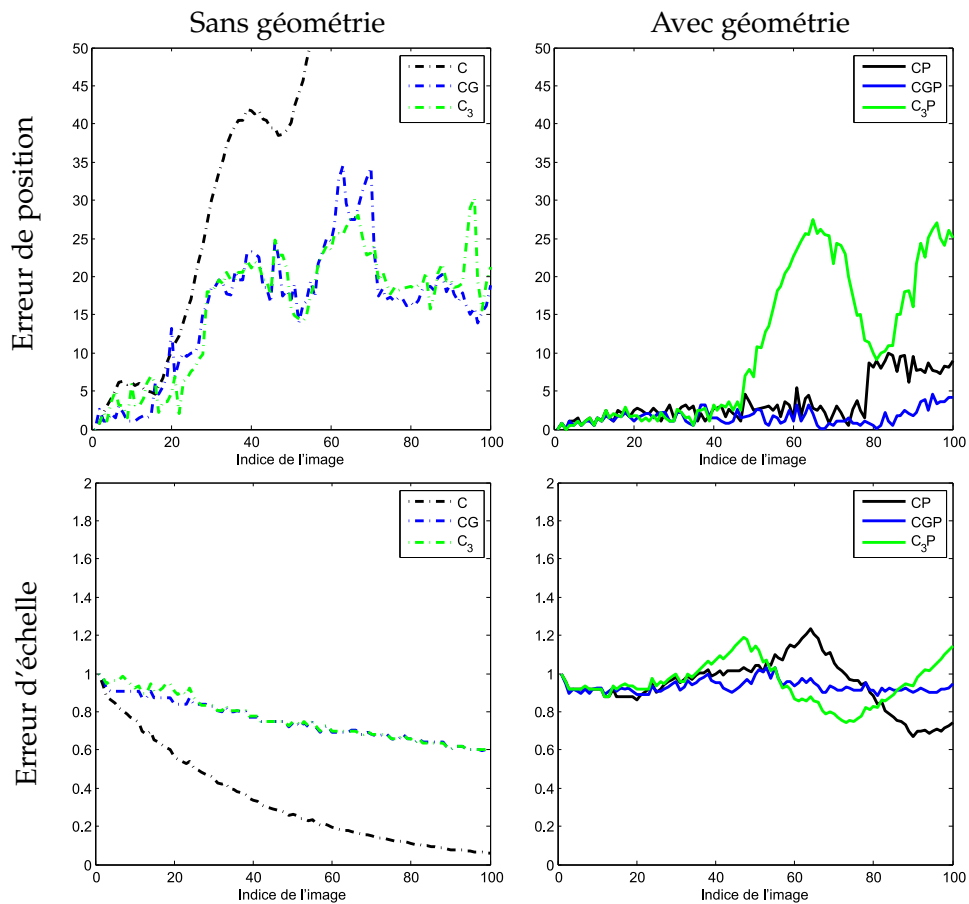 Sans géométrie
Avec géométrie
Erreur de position
50
45
40
35
30
25
20
15
10
5
0
0 20 40 60 80 100
Indice de l'image
C
CG
C3
50
45
40
35
30
25
20
15
10
5
0
0 20 40 60 80 100
Indice de l'image
CP
CGP
C3P
Erreur d'échelle
2
1.8
1.6
1.4
1.2
1
0.8
0.6
0.4
0.2
0
0 20 40 60 80 100
Indice de l'image
C
CG
C3
2
1.8
1.6
1.4
1.2
1
0.8
0.6
0.4
0.2
0
0 20 40 60 80 100
Indice de l'image
CP
CGP
C3P